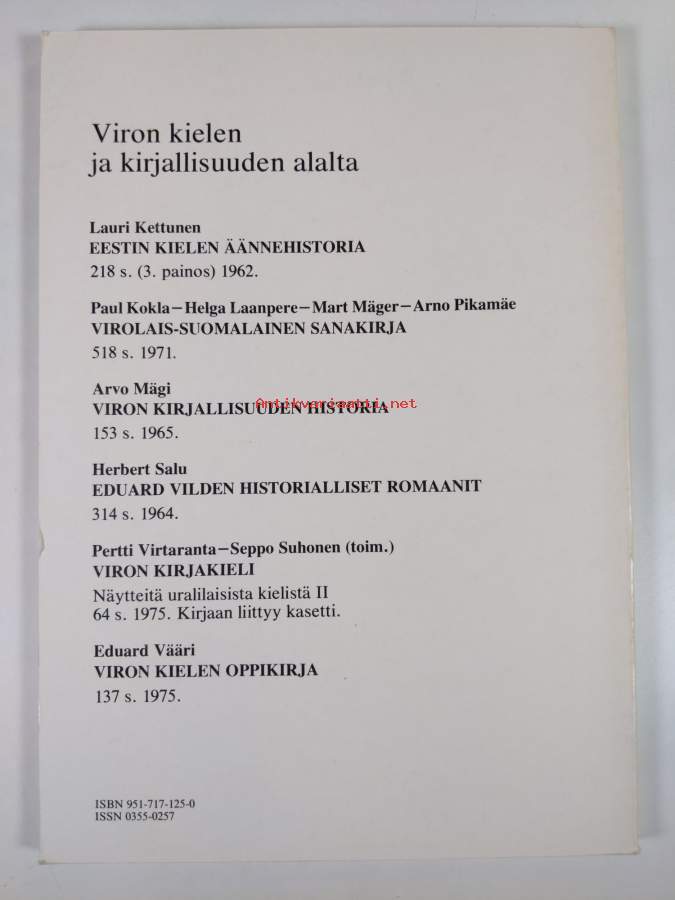 Viron kielen
ja kirjallisuuden alalta
Lauri Kettunen
EESTIN KIELEN ÄÄNNEHISTORIA
218 s. (3. painos) 1962.
Paul Kokla–Helga Laanpere–Mart Mäger–Arno Pikamäe
VIROLAIS-SUOMALAINEN SANAKIRJA
518 s. 1971.
Arvo Mägi
Antikvariaatti.net
VIRON KIRJALLISUUDEN HISTORIA
153 s. 1965.
Herbert Salu
EDUARD VILDEN HISTORIALLISET ROMAANIT
314 s. 1964.
Pertti Virtaranta–Seppo Suhonen (toim.)
VIRON KIRJAKIELI
Näytteitä uralilaisista kielistä II
64 s. 1975. Kirjaan liittyy kasetti.
Eduard Vääri
VIRON KIELEN OPPIKIRJA
137 s. 1975.
ISBN 951-717-125-0
ISSN 0355-0257